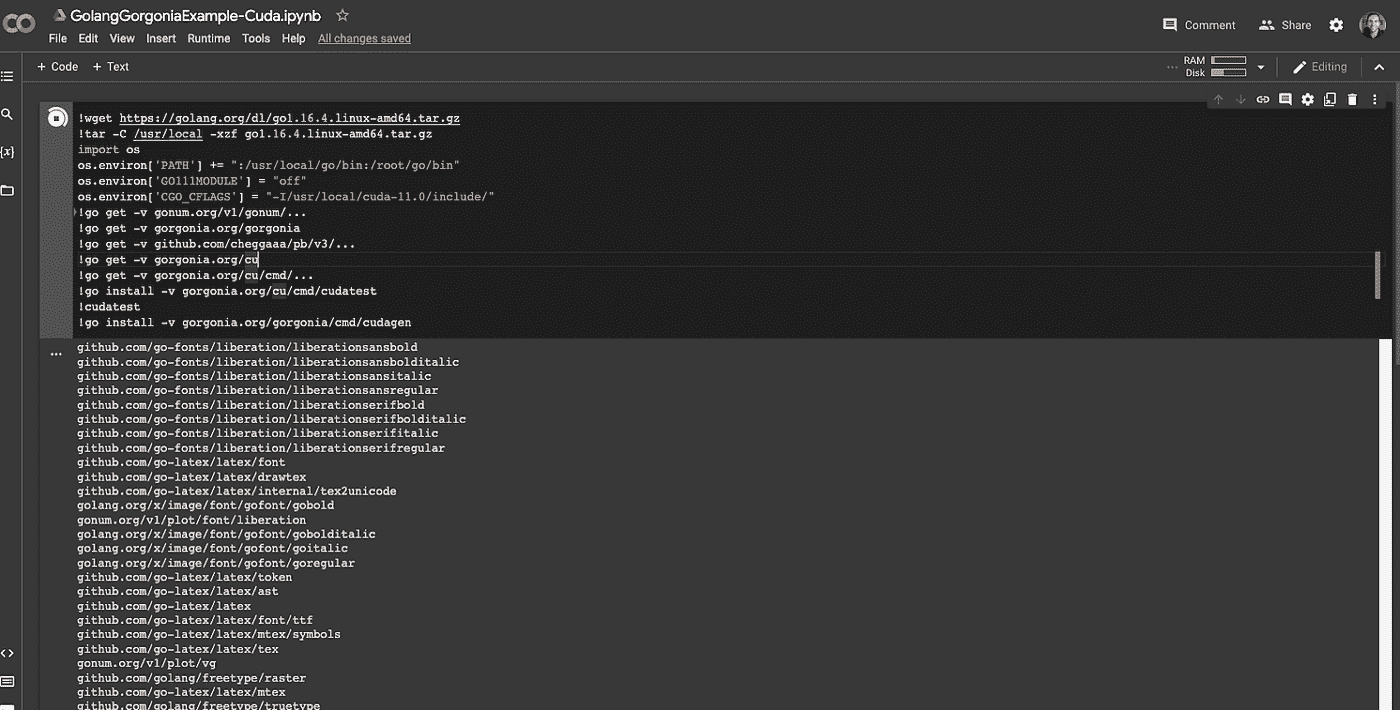 GolangGorgoniaExample-Cuda.ipynb
Comment Share
File Edit View Insert Runtime Tools Help All changes saved
+ Code + Text
RAM
Disk
Editing
!wget https://golang.org/dl/go1.16.4.linux-amd64.tar.gz
!tar -C /usr/local -xzf go1.16.4.linux-amd64.tar.gz
import os
os.environ['PATH'] += ":/usr/local/go/bin:/root/go/bin"
os.environ['GO111MODULE'] = "off"
os.environ['CGO_CFLAGS'] = "-I/usr/local/cuda-11.0/include/"
!go get -v gonum.org/v1/gonum/...
!go get -v gorgonia.org/gorgonia
!go get -v github.com/cheggaaa/pb/v3/...
!go get -v gorgonia.org/cu
!go get -v gorgonia.org/cu/cmd/...
!go install -v gorgonia.org/cu/cmd/cudatest
!cudatest
!go install -v gorgonia.org/gorgonia/cmd/cudagen
github.com/go-fonts/liberation/liberationsansbold
github.com/go-fonts/liberation/liberationsansbolditalic
github.com/go-fonts/liberation/liberationsansitalic
github.com/go-fonts/liberation/liberationsansregular
github.com/go-fonts/liberation/liberationserifbold
github.com/go-fonts/liberation/liberationserifbolditalic
github.com/go-fonts/liberation/liberationserifitalic
github.com/go-fonts/liberation/liberationserifregular
github.com/go-latex/latex/font
github.com/go-latex/latex/drawtex
github.com/go-latex/latex/internal/tex2unicode
golang.org/x/image/font/gofont/gobold
gonum.org/v1/plot/font/liberation
golang.org/x/image/font/gofont/gobolditalic
golang.org/x/image/font/gofont/goitalic
golang.org/x/image/font/gofont/goregular
github.com/go-latex/latex/token
github.com/go-latex/latex/ast
github.com/go-latex/latex
github.com/go-latex/latex/font/ttf
github.com/go-latex/latex/mtex/symbols
github.com/go-latex/latex/tex
gonum.org/v1/plot/vg
github.com/golang/freetype/raster
github.com/go-latex/latex/mtex
github.com/golang/freetype/truetype